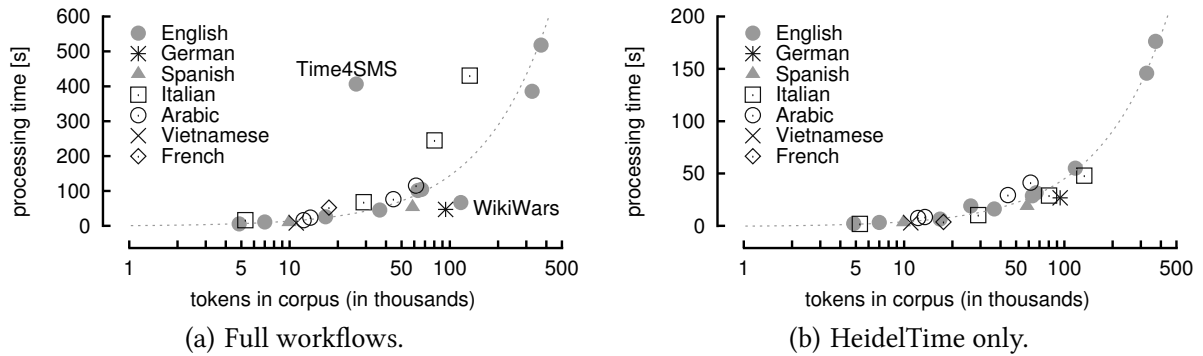 processing time [s]
600
500
400
300
200
100
0
English
German
Spanish
Italian
Arabic
Vietnamese
French
Time4SMS
WikiWars
1 5 10 50 100 500
tokens in corpus (in thousands)
(a) Full workflows.
processing time [s]
200
150
100
50
0
English
German
Spanish
Italian
Arabic
Vietnamese
French
1 5 10 50 100 500
tokens in corpus (in thousands)
(b) HeidelTime only.